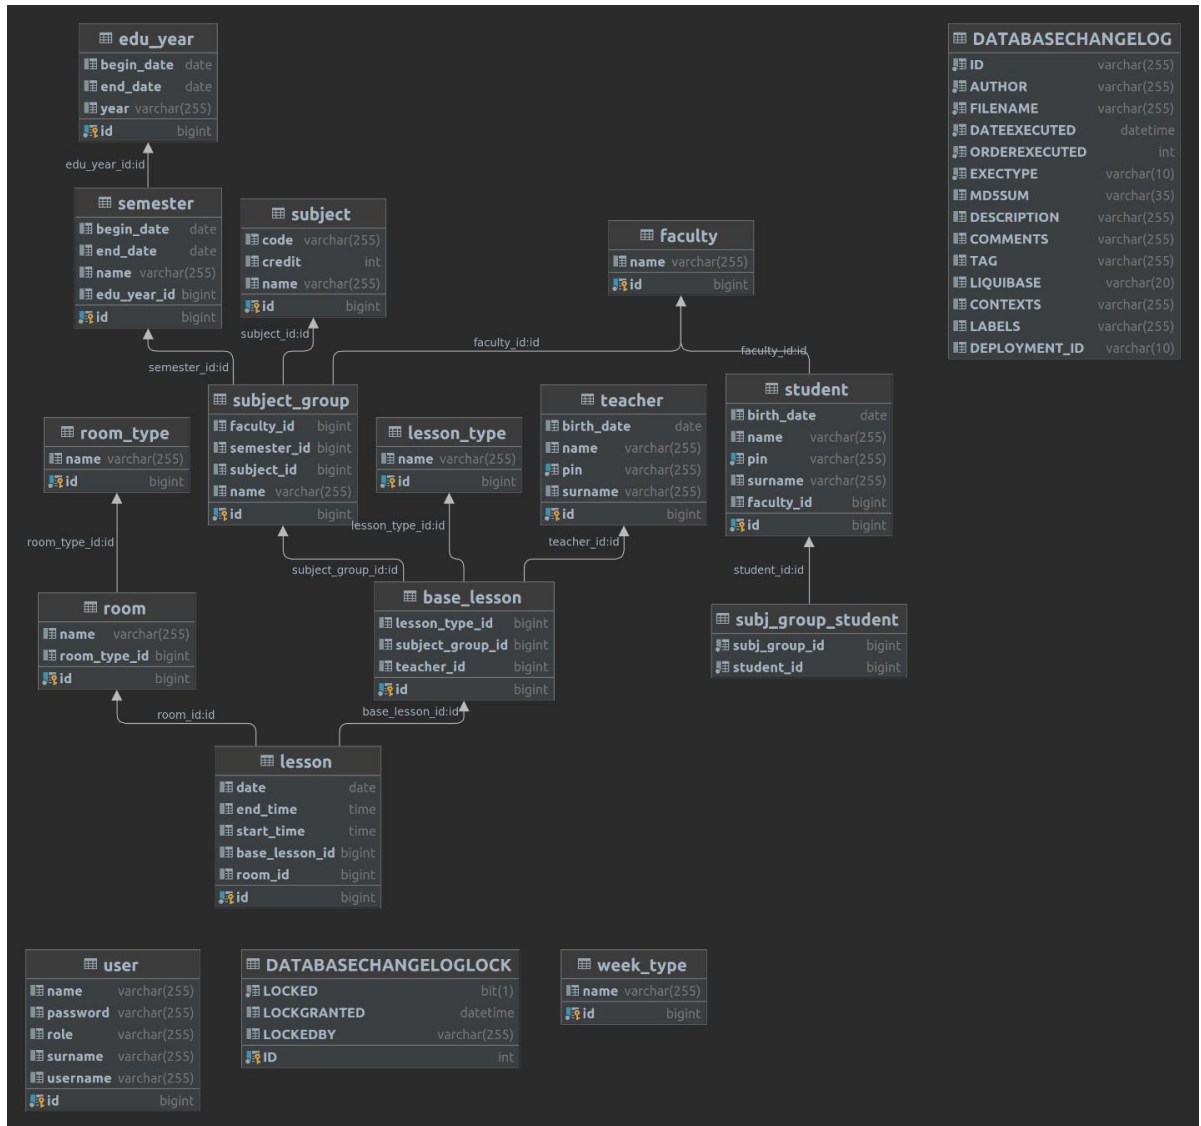 edu_year
begin_date date
end_date date
year varchar(255)
id bigint
DATABASECHANGELOG
ID varchar(255)
AUTHOR varchar(255)
FILENAME varchar(255)
DATEEXECUTED datetime
ORDEREXECUTED int
EXECTYPE varchar(10)
MD5SUM varchar(35)
DESCRIPTION varchar(255)
COMMENTS varchar(255)
TAG varchar(255)
LIQUIBASE varchar(20)
CONTEXTS varchar(255)
LABELS varchar(255)
DEPLOYMENT_ID varchar(10)
edu_year_id:id
semester
begin_date date
end_date date
name varchar(255)
edu_year_id bigint
id bigint
subject
code varchar(255)
credit int
name varchar(255)
id bigint
faculty
name varchar(255)
id bigint
subject_id:id
faculty_id:id
faculty_id:id
semester_id:id
room_type
name varchar(255)
id bigint
subject_group
faculty_id bigint
semester_id bigint
subject_id bigint
name varchar(255)
id bigint
lesson_type
name varchar(255)
id bigint
teacher
birth_date date
name varchar(255)
pin varchar(255)
surname varchar(255)
id bigint
student
birth_date date
name varchar(255)
pin varchar(255)
surname varchar(255)
faculty_id bigint
id bigint
room_type_id:id
subject_group_id:id
lesson_type_id:id
teacher_id:id
student_id:id
room
name varchar(255)
room_type_id bigint
id bigint
base_lesson
lesson_type_id bigint
subject_group_id bigint
teacher_id bigint
id bigint
subj_group_student
subj_group_id bigint
student_id bigint
room_id:id
base_lesson_id:id
lesson
date date
end_time time
start_time time
base_lesson_id bigint
room_id bigint
id bigint
user
name varchar(255)
password varchar(255)
role varchar(255)
surname varchar(255)
username varchar(255)
id bigint
DATABASECHANGELOGLOCK
LOCKED bit(1)
LOCKGRANTED datetime
LOCKEDBY varchar(255)
ID int
week_type
name varchar(255)
id bigint